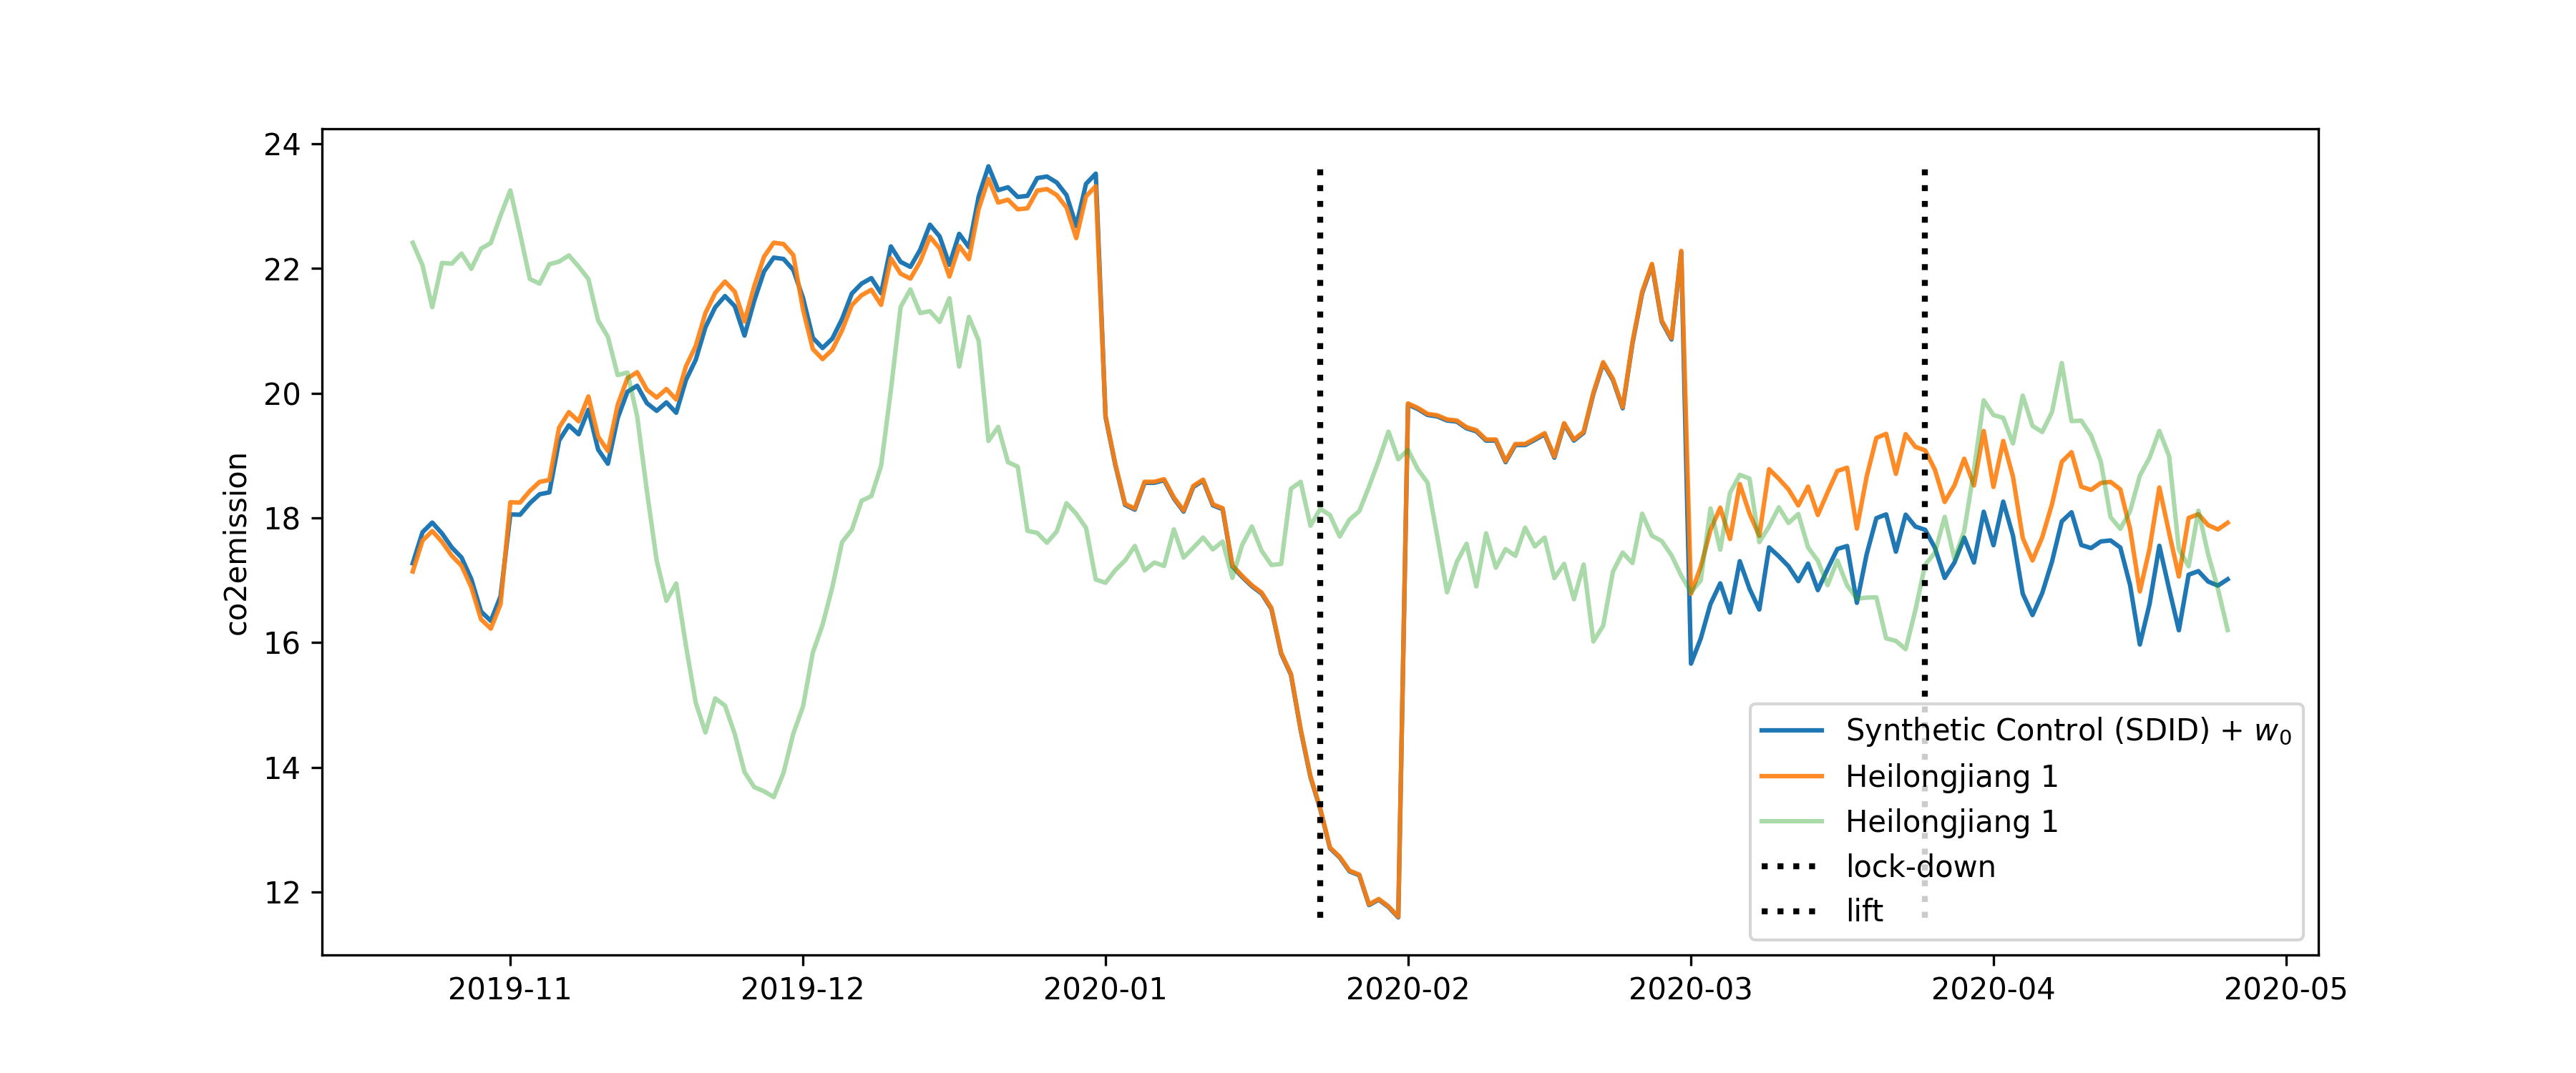 24
22
20
18
16
14
12
co2emission
2019-11
2019-12
2020-01
2020-02
2020-03
2020-04
2020-05
Synthetic Control (SDID) + w₀
Heilongjiang 1
Heilongjiang 1
lock-down
lift